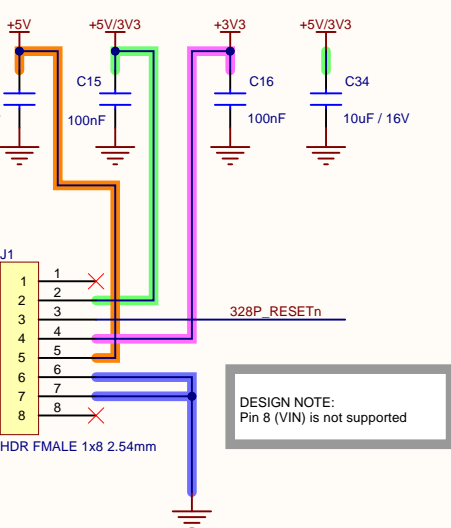 +5V
+5V/3V3
+3V3
+5V/3V3
C15
C16
C34
100nF
100nF
10uF / 16V
J1
1 1
2 2
3 3
328P_RESETn
4 4
5 5
6 6
7 7
8 8
DESIGN NOTE:
Pin 8 (VIN) is not supported
HDR FMALE 1x8 2.54mm